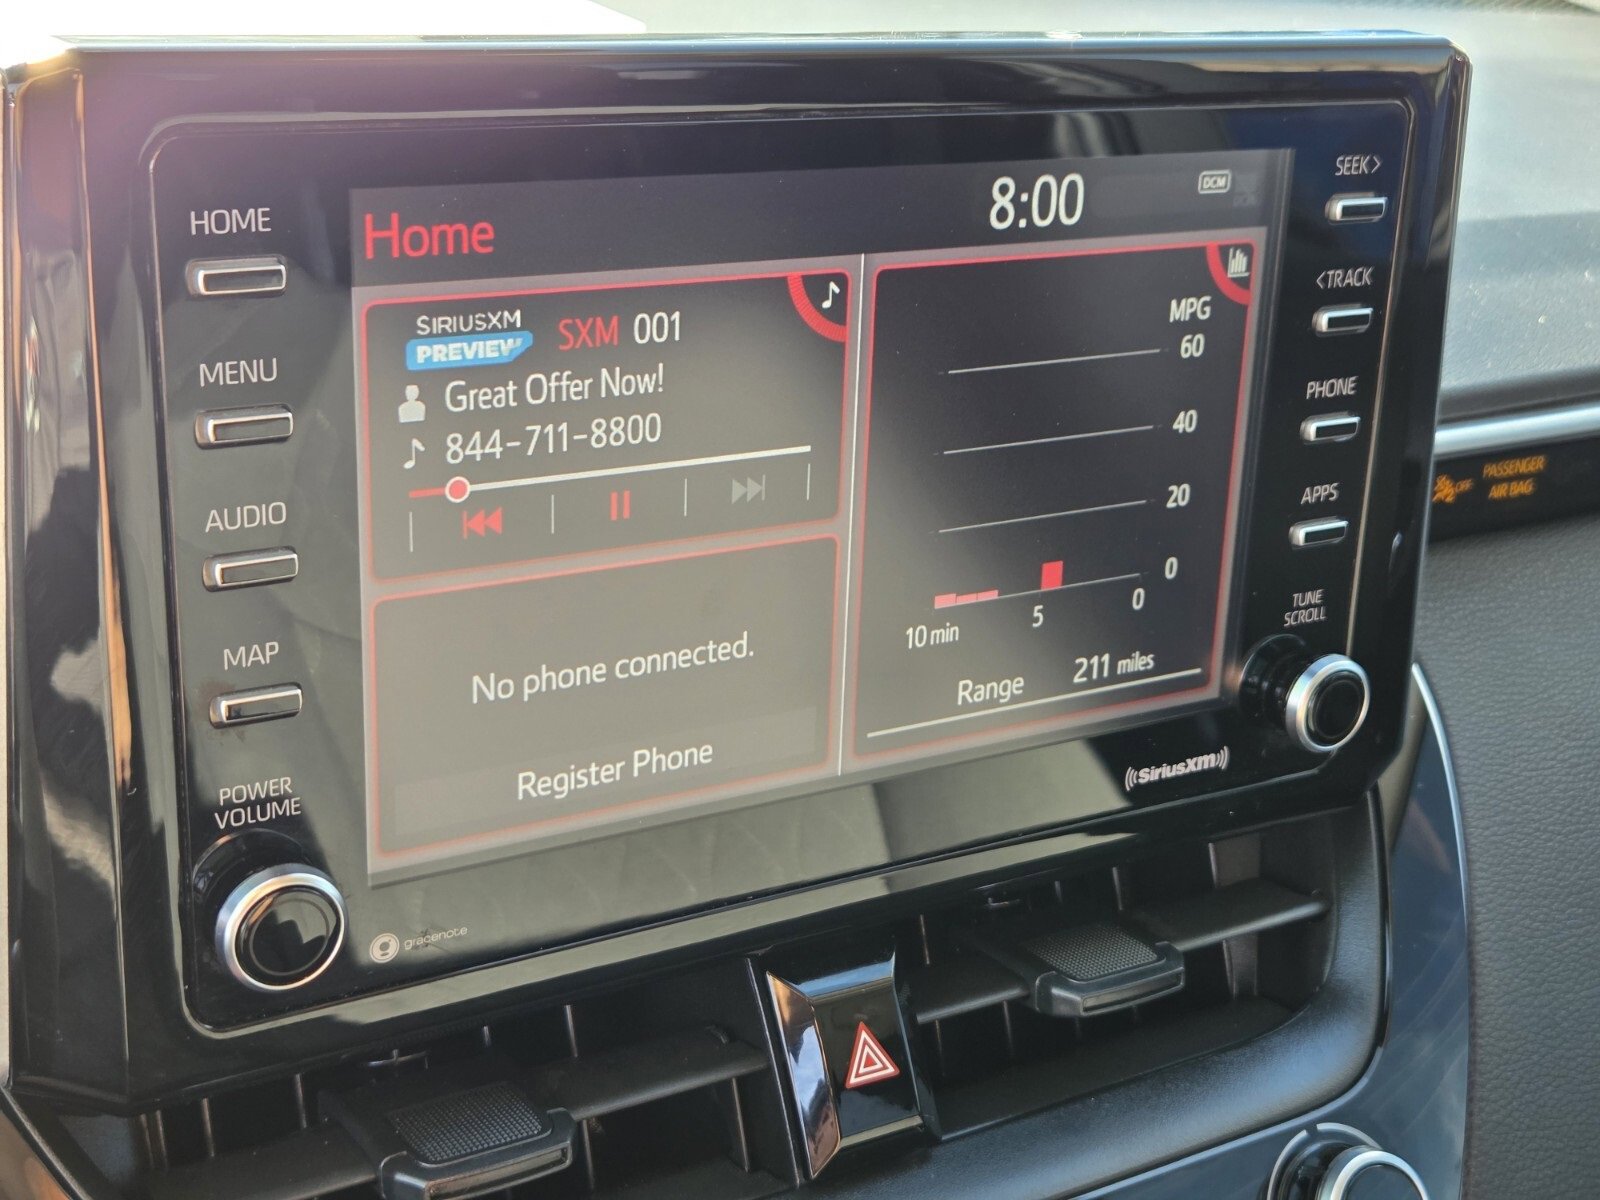 HOME
MENU
AUDIO
MAP
POWER
VOLUME
Home
8:00
DCM
SIRIUSXM
PREVIEW
SXM 001
Great Offer Now!
844-711-8800
No phone connected.
Register Phone
MPG
60
40
20
0
10 min
5
0
Range 211 miles
SEEK>
<TRACK
PHONE
APPS
TUNE
SCROLL
((SiriusXM))
gracenote
OFF
PASSENGER
AIR BAG